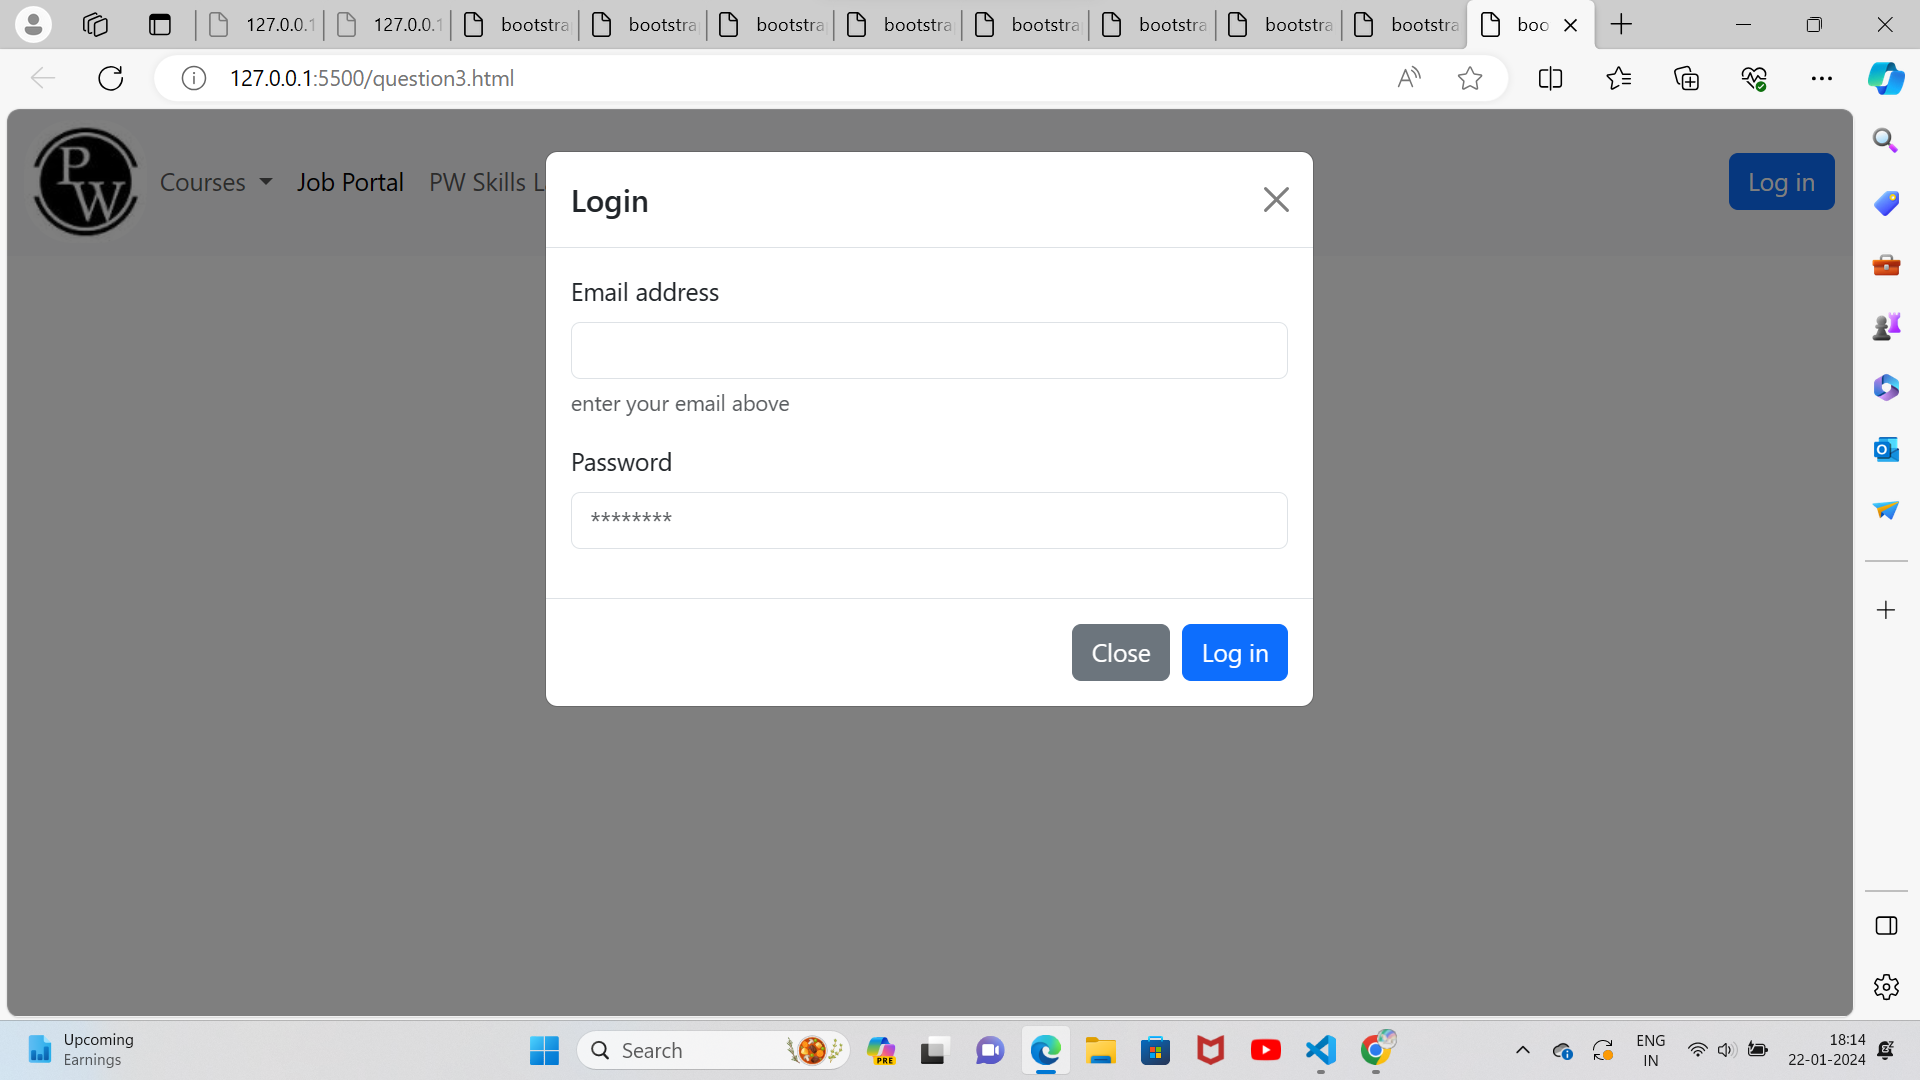 127.0.0.1 127.0.0.1 bootstra bootstra bootstra bootstra bootstra bootstra bootstra bootstra boo
127.0.0.1:5500/question3.html
PW Courses Job Portal PW Skills L Log in
Login
Email address
enter your email above
Password
********
Close Log in
Upcoming
Earnings
Search
PRE
ENG
IN
18:14
22-01-2024